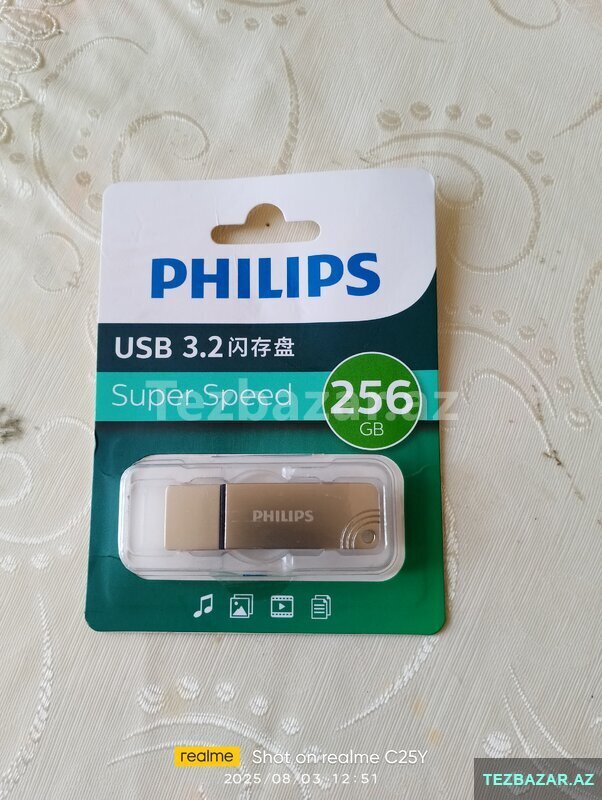 PHILIPS
USB 3.2闪存盘
Super Speed
256
GB
Tezbazar.az
PHILIPS
realme Shot on realme C25Y
2025/08/03 12:51
TEZBAZAR.AZ